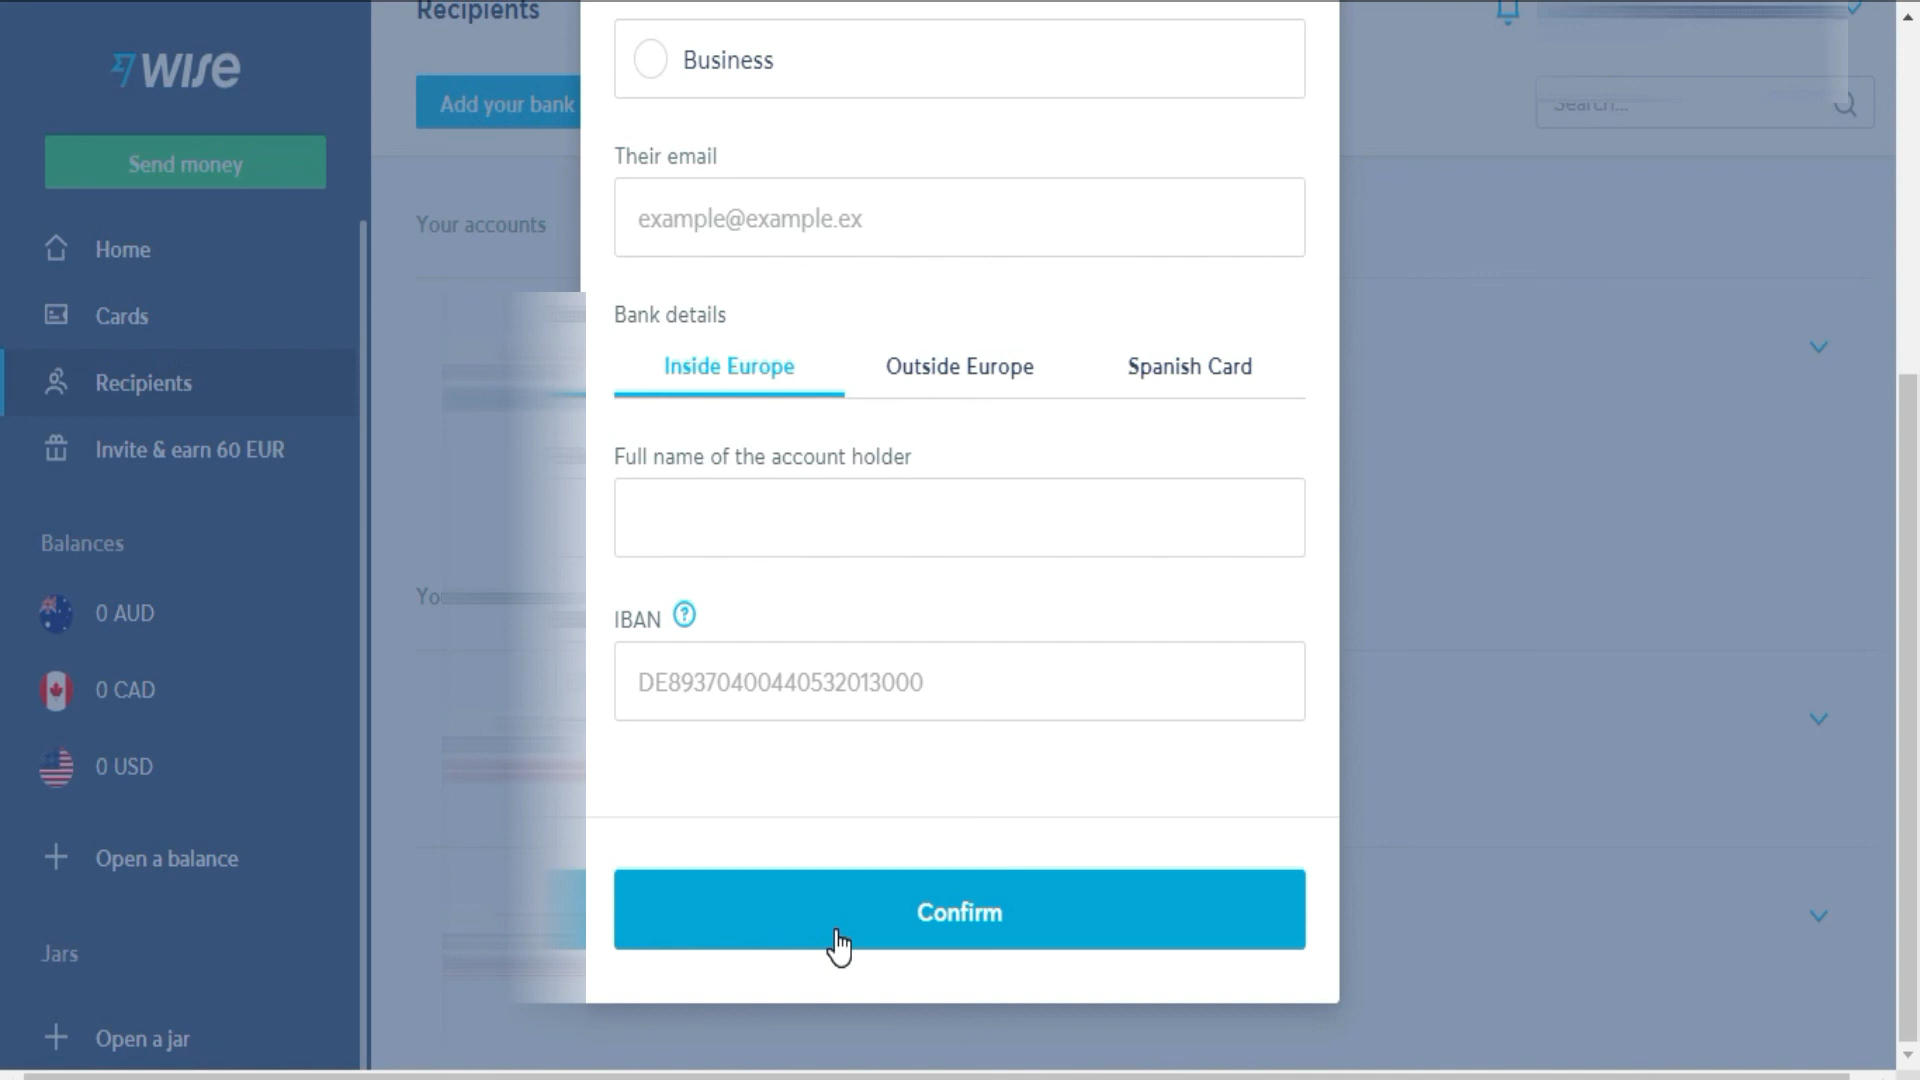 Recipients
wise
Send money
Home
Cards
Recipients
Invite & earn 60 EUR
Balances
0 AUD
0 CAD
0 USD
Open a balance
Jars
Open a jar
Add your bank
Search...
Your accounts
Yo
Business
Their email
example@example.ex
Bank details
Inside Europe
Outside Europe
Spanish Card
Full name of the account holder
IBAN ?
DE89370400440532013000
Confirm